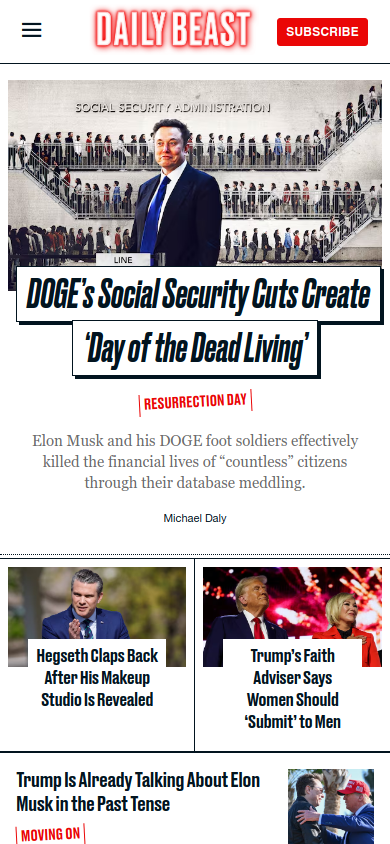 DAILY BEAST
SUBSCRIBE
SOCIAL SECURITY ADMINISTRATION
LINE
DOGE's Social Security Cuts Create
'Day of the Dead Living'
RESURRECTION DAY
Elon Musk and his DOGE foot soldiers effectively
killed the financial lives of “countless” citizens
through their database meddling.
Michael Daly
Hegseth Claps Back
After His Makeup
Studio Is Revealed
Trump's Faith
Adviser Says
Women Should
'Submit' to Men
Trump Is Already Talking About Elon
Musk in the Past Tense
MOVING ON